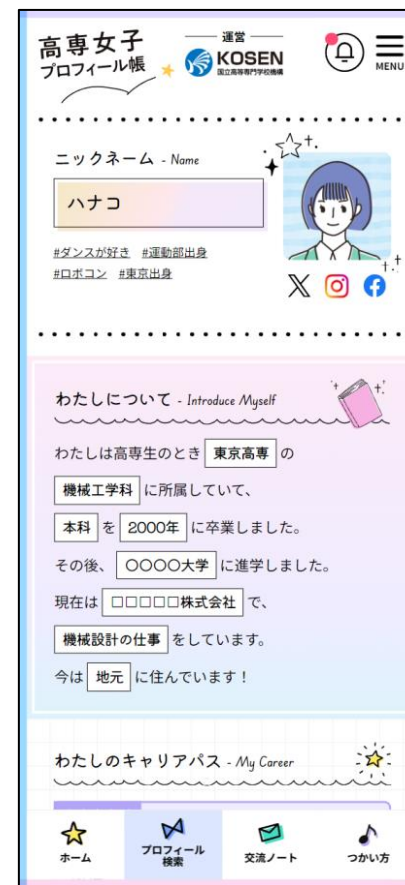 高専女子
プロフィール帳
運営
KOSEN
国立高等専門学校機構
MENU
ニックネーム - Name
ハナコ
#ダンスが好き #運動部出身
#ロボコン #東京出身
わたしについて - Introduce Myself
わたしは高専生のとき 東京高専 の
機械工学科 に所属していて、
本科 を 2000年 に卒業しました。
その後、 〇〇〇〇大学 に進学しました。
現在は □□□□□株式会社 で、
機械設計の仕事 をしています。
今は 地元 に住んでいます！
わたしのキャリアパス - My Career
ホーム
プロフィール
検索
交流ノート
つかい方